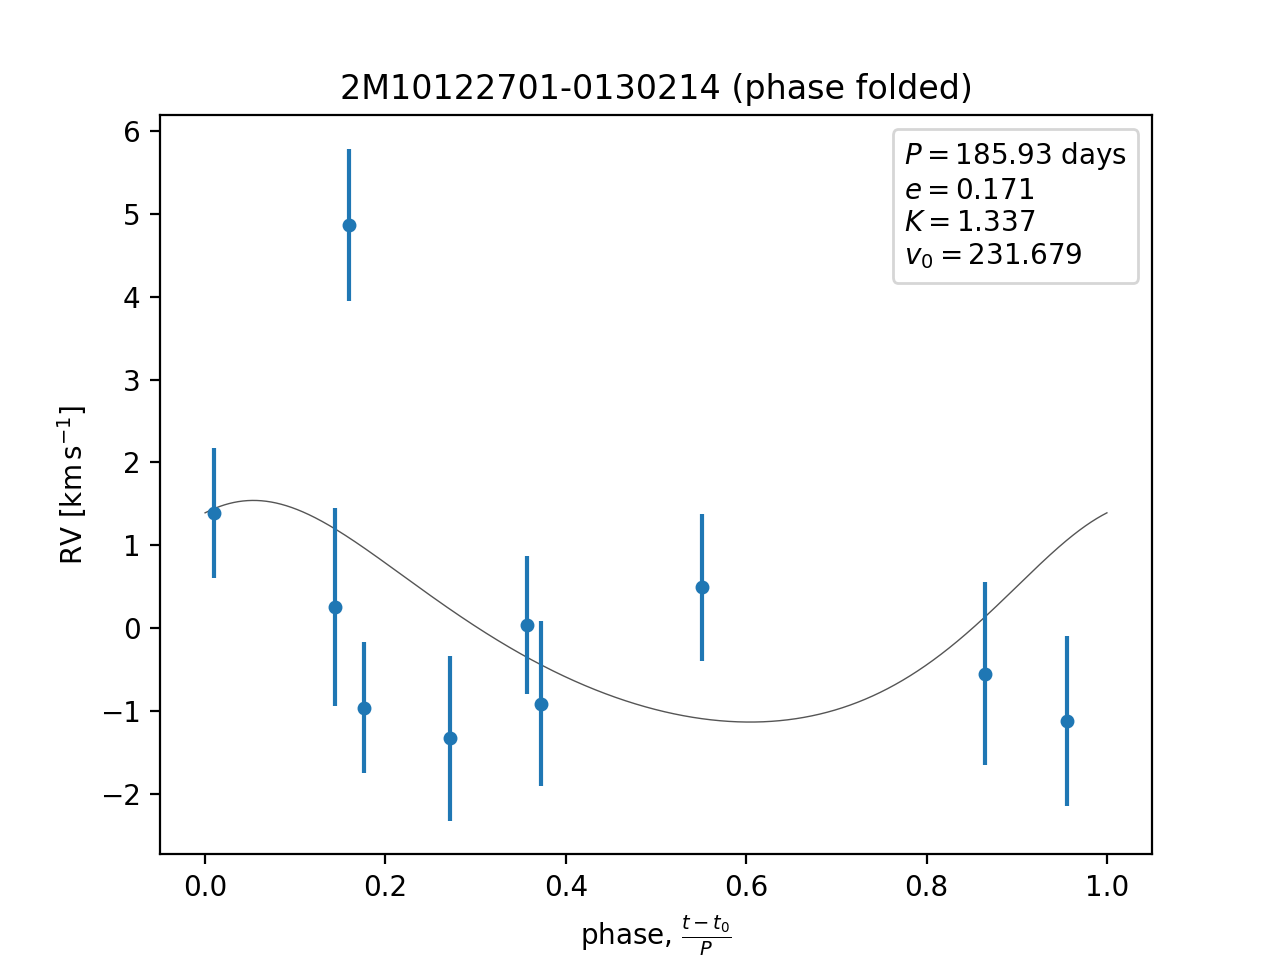 2M10122701-0130214 (phase folded)
P = 185.93 days
e = 0.171
K = 1.337
v₀ = 231.679
RV [km s⁻¹]
6
5
4
3
2
1
0
−1
−2
0.0 0.2 0.4 0.6 0.8 1.0
phase, (t − t₀)/P